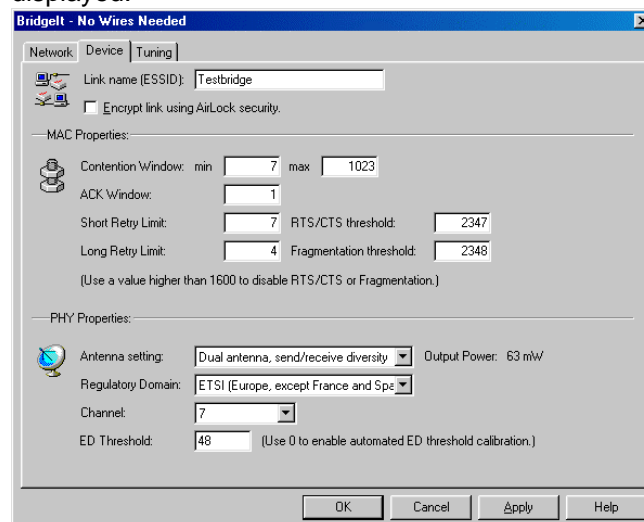 displayed.
BridgeIt - No Wires Needed
Network Device Tuning
Link name (ESSID): Testbridge
Encrypt link using AirLock security.
MAC Properties:
Contention Window: min 7 max 1023
ACK Window: 1
Short Retry Limit: 7 RTS/CTS threshold: 2347
Long Retry Limit: 4 Fragmentation threshold: 2348
(Use a value higher than 1600 to disable RTS/CTS or Fragmentation.)
PHY Properties:
Antenna setting: Dual antenna, send/receive diversity Output Power: 63 mW
Regulatory Domain: ETSI (Europe, except France and Spa
Channel: 7
ED Threshold: 48 (Use 0 to enable automated ED threshold calibration.)
OK Cancel Apply Help